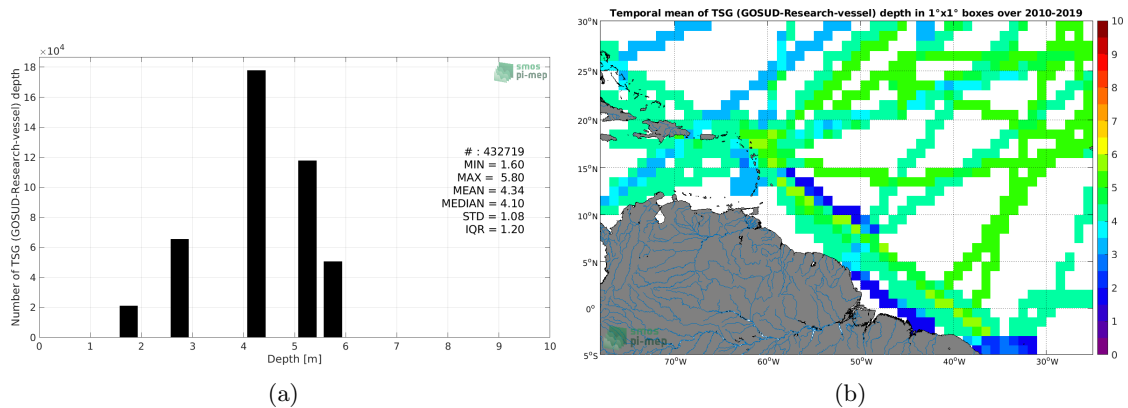 ×10⁴
18
16
14
12
10
8
6
4
2
0
Number of TSG (GOSUD-Research-vessel) depth
0 1 2 3 4 5 6 7 8 9 10
Depth [m]
smos
pi-mep
# : 432719
MIN = 1.60
MAX = 5.80
MEAN = 4.34
MEDIAN = 4.10
STD = 1.08
IQR = 1.20
(a)
Temporal mean of TSG (GOSUD-Research-vessel) depth in 1°x1° boxes over 2010-2019
30°N
25°N
20°N
15°N
10°N
5°N
0°
5°S
70°W 60°W 50°W 40°W 30°W
smos
pi-mep
10
9
8
7
6
5
4
3
2
1
0
(b)